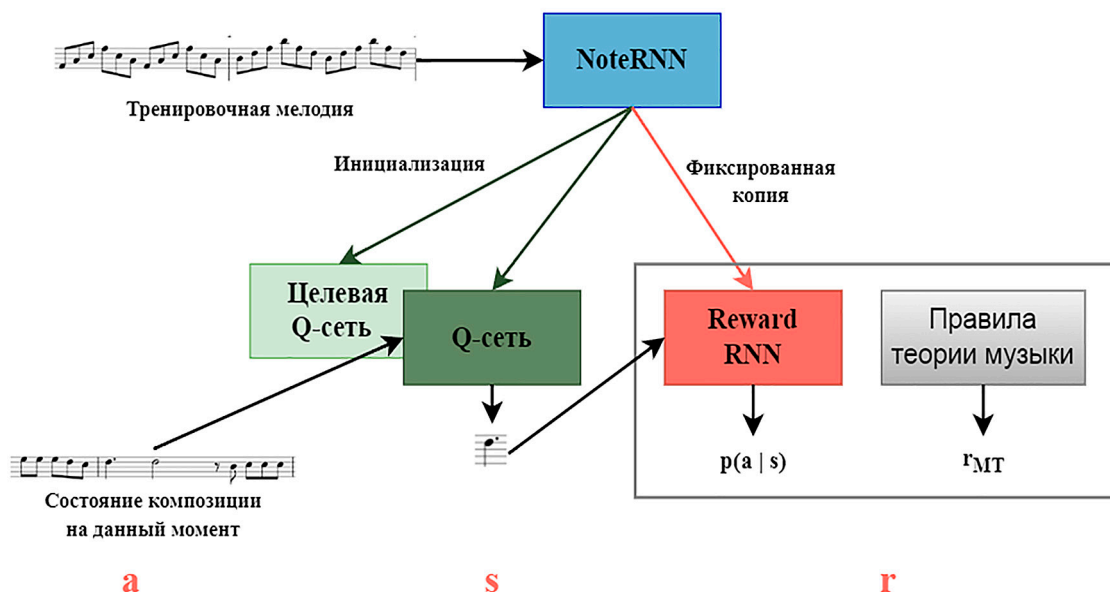 NoteRNN
Тренировочная мелодия
Инициализация
Фиксированная
копия
Целевая
Q-сеть
Q-сеть
Reward
RNN
Правила
теории музыки
p(a | s)
rMT
Состояние композиции
на данный момент
a
s
r